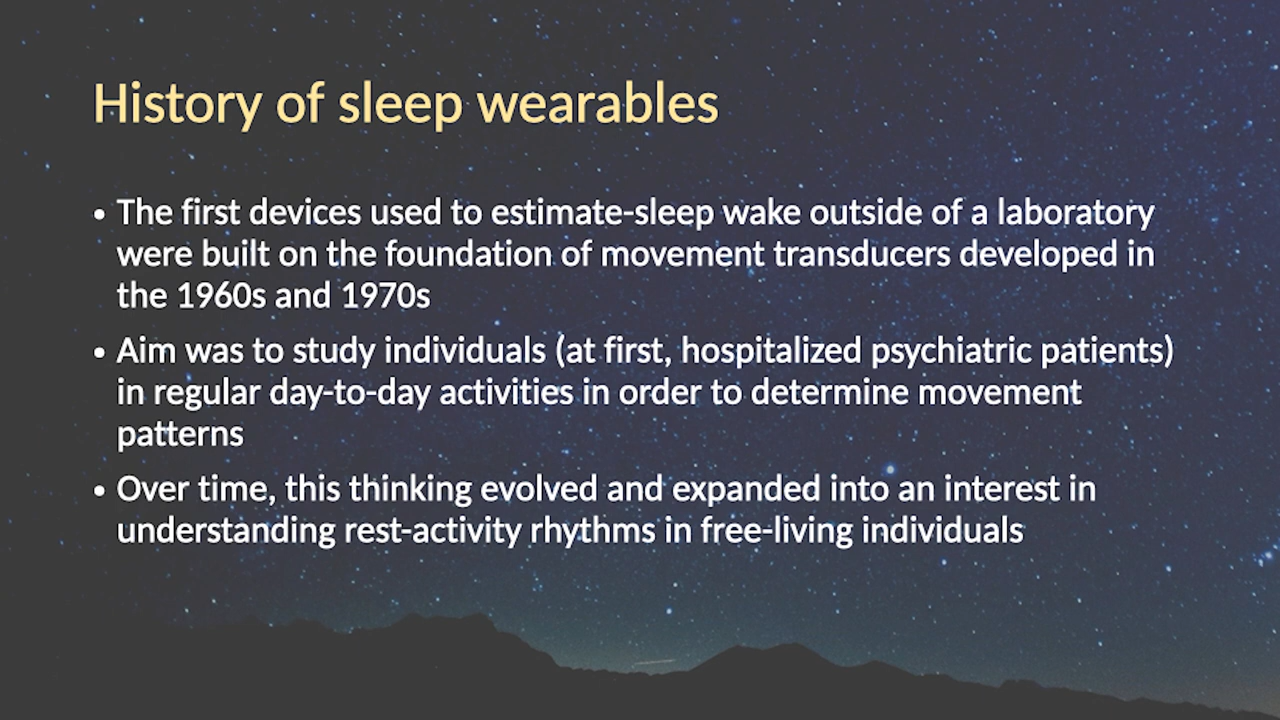 History of sleep wearables
• The first devices used to estimate-sleep wake outside of a laboratory
were built on the foundation of movement transducers developed in
the 1960s and 1970s
• Aim was to study individuals (at first, hospitalized psychiatric patients)
in regular day-to-day activities in order to determine movement
patterns
• Over time, this thinking evolved and expanded into an interest in
understanding rest-activity rhythms in free-living individuals